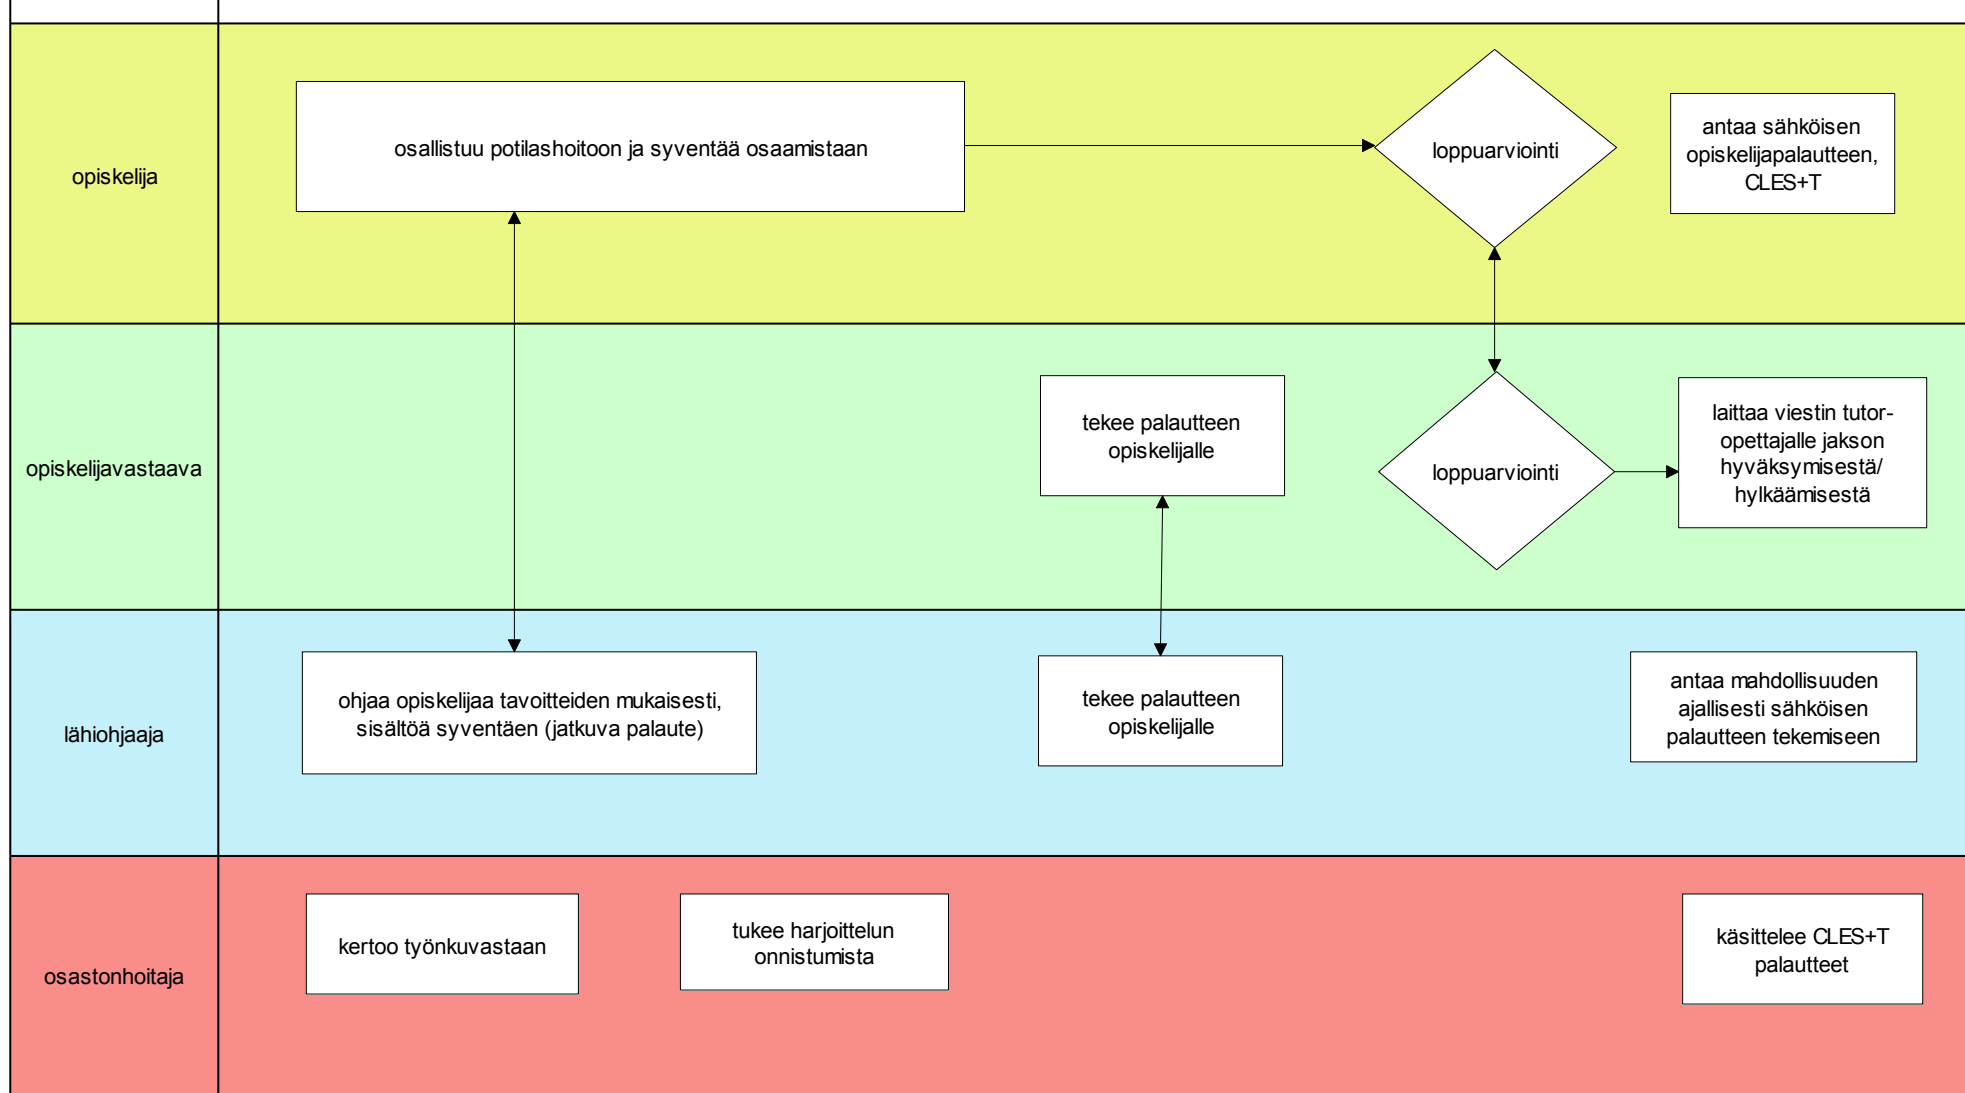 opiskelija
osallistuu potilashoitoon ja syventää osaamistaan
loppuarviointi
antaa sähköisen
opiskelijapalautteen,
CLES+T
opiskelijavastaava
tekee palautteen
opiskelijalle
loppuarviointi
laittaa viestin tutor-
opettajalle jakson
hyväksymisestä/
hylkäämisestä
lähiohjaaja
ohjaa opiskelijaa tavoitteiden mukaisesti,
sisältöä syventäen (jatkuva palaute)
tekee palautteen
opiskelijalle
antaa mahdollisuuden
ajallisesti sähköisen
palautteen tekemiseen
osastonhoitaja
kertoo työnkuvastaan
tukee harjoittelun
onnistumista
käsittelee CLES+T
palautteet